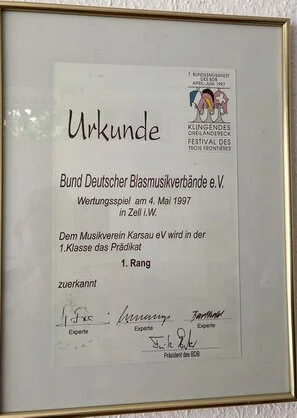 7. BUNDESMUSIKFEST
DES BDB
APRIL-JUNI 1997
KLINGENDES
DREILÄNDERECK
FESTIVAL DES
TROIS FRONTIÈRES
Urkunde
Bund Deutscher Blasmusikverbände e.V.
Wertungsspiel am 4. Mai 1997
in Zell i.W.
Dem Musikverein Karsau eV wird in der
1.Klasse das Prädikat
1. Rang
zuerkannt
Barthold
Experte Experte Experte
Präsident des BDB